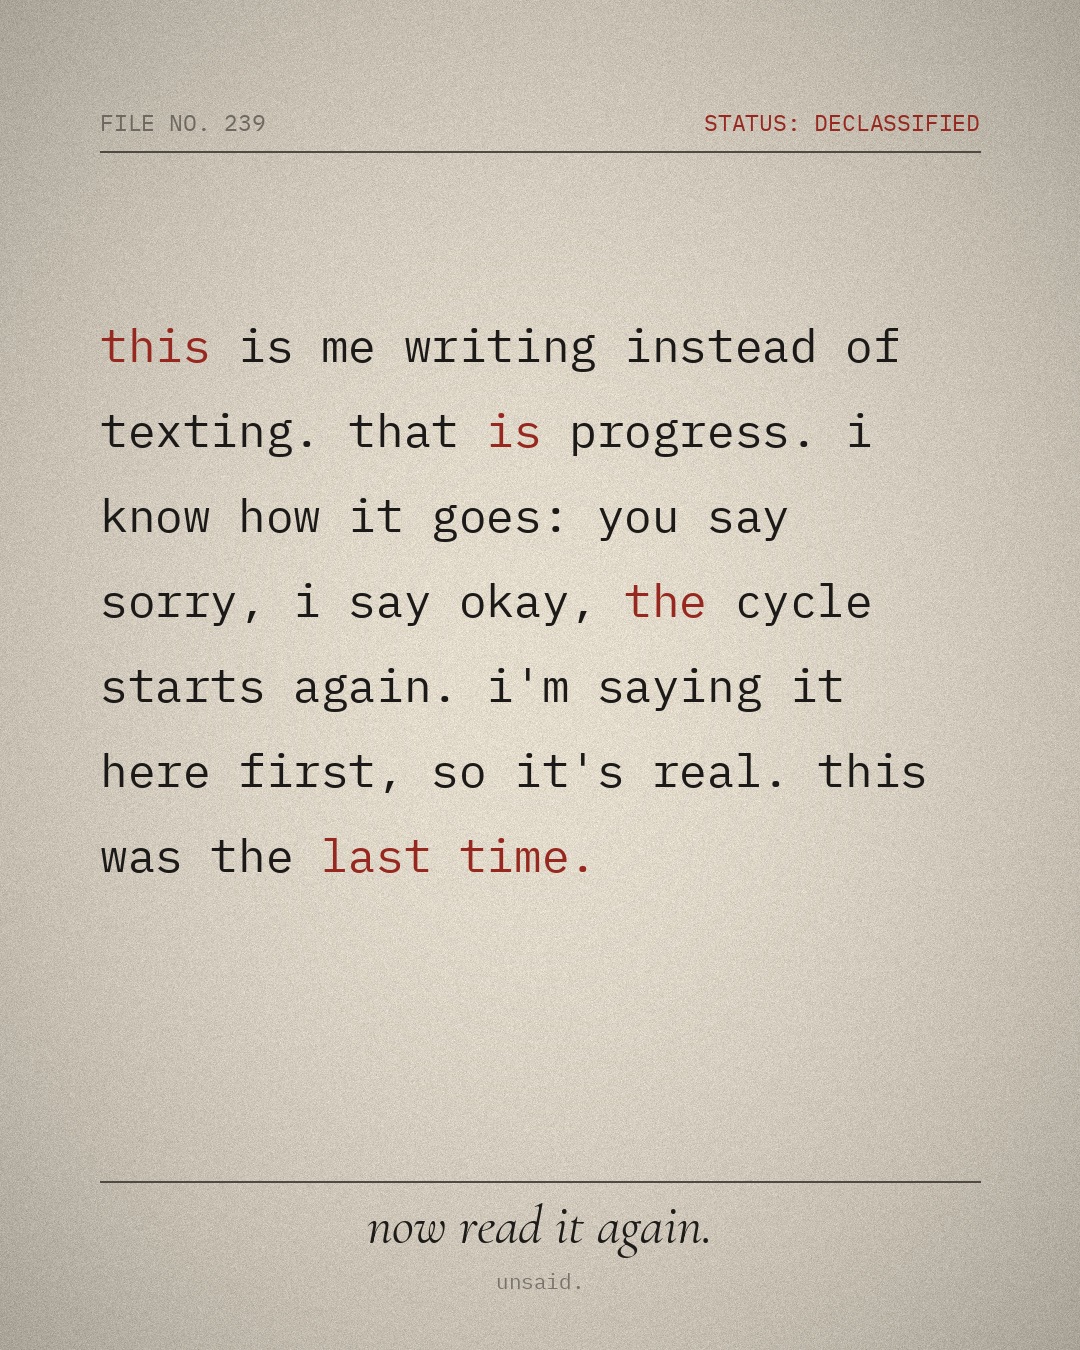 FILE NO. 239
STATUS: DECLASSIFIED
this is me writing instead of
texting. that is progress. i
know how it goes: you say
sorry, i say okay, the cycle
starts again. i'm saying it
here first, so it's real. this
was the last time.
now read it again.
unsaid.